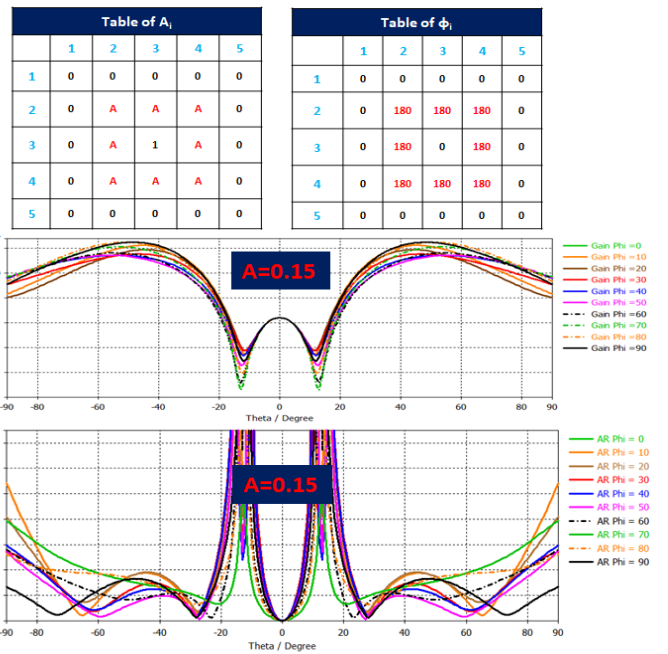 Table of Ai
1 2 3 4 5
1 0 0 0 0 0
2 0 A A A 0
3 0 A 1 A 0
4 0 A A A 0
5 0 0 0 0 0
Table of ϕi
1 2 3 4 5
1 0 0 0 0 0
2 0 180 180 180 0
3 0 180 0 180 0
4 0 180 180 180 0
5 0 0 0 0 0
A=0.15
Gain Phi =0
Gain Phi =10
Gain Phi =20
Gain Phi =30
Gain Phi =40
Gain Phi =50
Gain Phi =60
Gain Phi =70
Gain Phi =80
Gain Phi =90
-90 -80 -60 -40 -20 0 20 40 60 80 90
Theta / Degree
A=0.15
AR Phi = 0
AR Phi = 10
AR Phi = 20
AR Phi = 30
AR Phi = 40
AR Phi = 50
AR Phi = 60
AR Phi = 70
AR Phi = 80
AR Phi = 90
-90 -80 -60 -40 -20 0 20 40 60 80 90
Theta / Degree